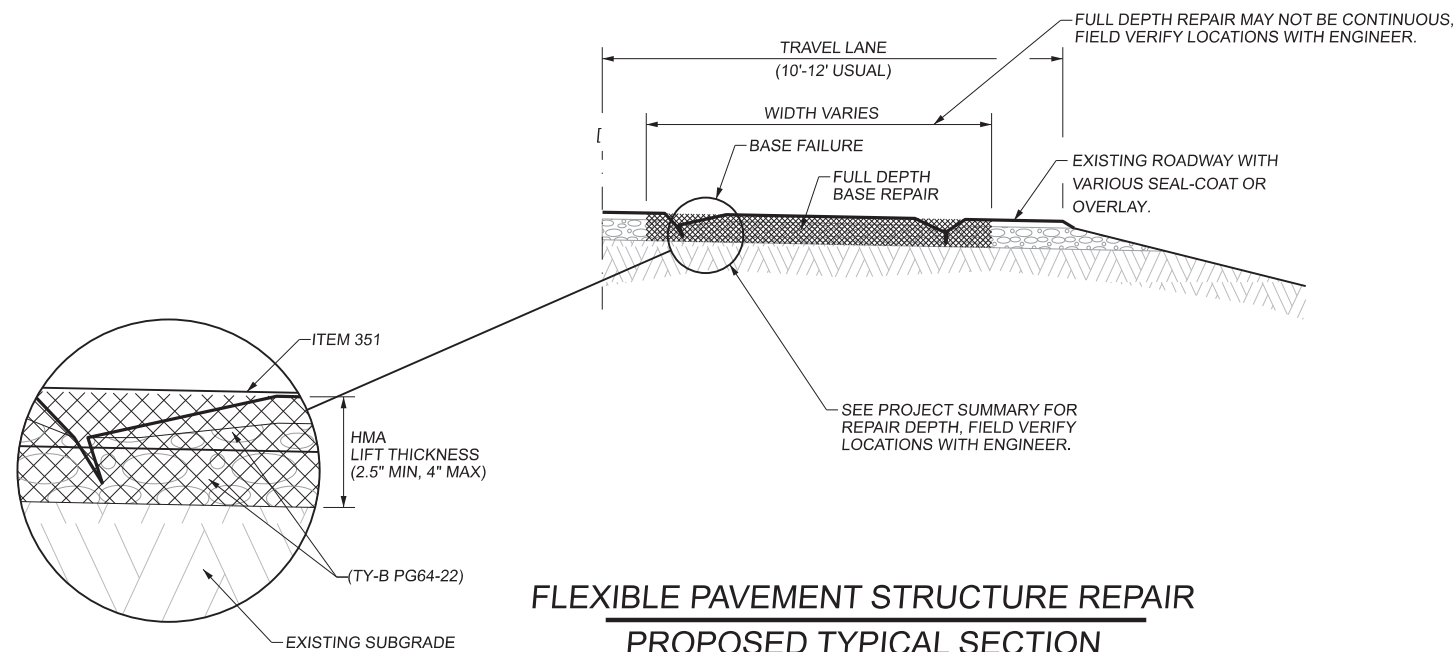 FULL DEPTH REPAIR MAY NOT BE CONTINUOUS,
FIELD VERIFY LOCATIONS WITH ENGINEER.
TRAVEL LANE
(10'-12' USUAL)
WIDTH VARIES
[
BASE FAILURE
FULL DEPTH
BASE REPAIR
EXISTING ROADWAY WITH
VARIOUS SEAL-COAT OR
OVERLAY.
ITEM 351
HMA
LIFT THICKNESS
(2.5" MIN, 4" MAX)
SEE PROJECT SUMMARY FOR
REPAIR DEPTH, FIELD VERIFY
LOCATIONS WITH ENGINEER.
(TY-B PG64-22)
EXISTING SUBGRADE
FLEXIBLE PAVEMENT STRUCTURE REPAIR
PROPOSED TYPICAL SECTION